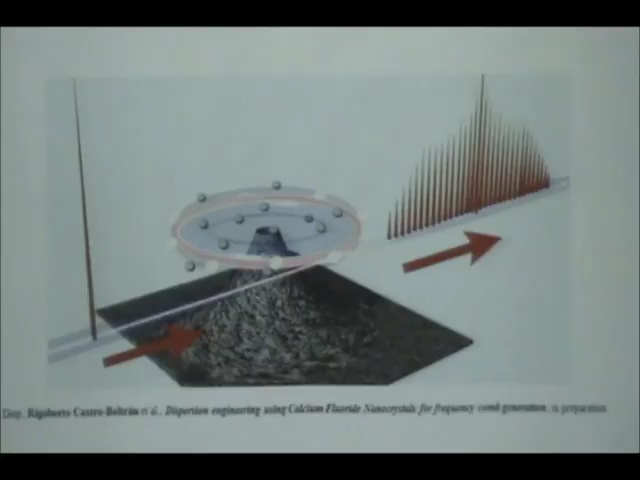 Rigoberto Castro-Beltrán et al., Dispersion engineering using Calcium Fluoride Nanocrystals for frequency comb generation, in preparation